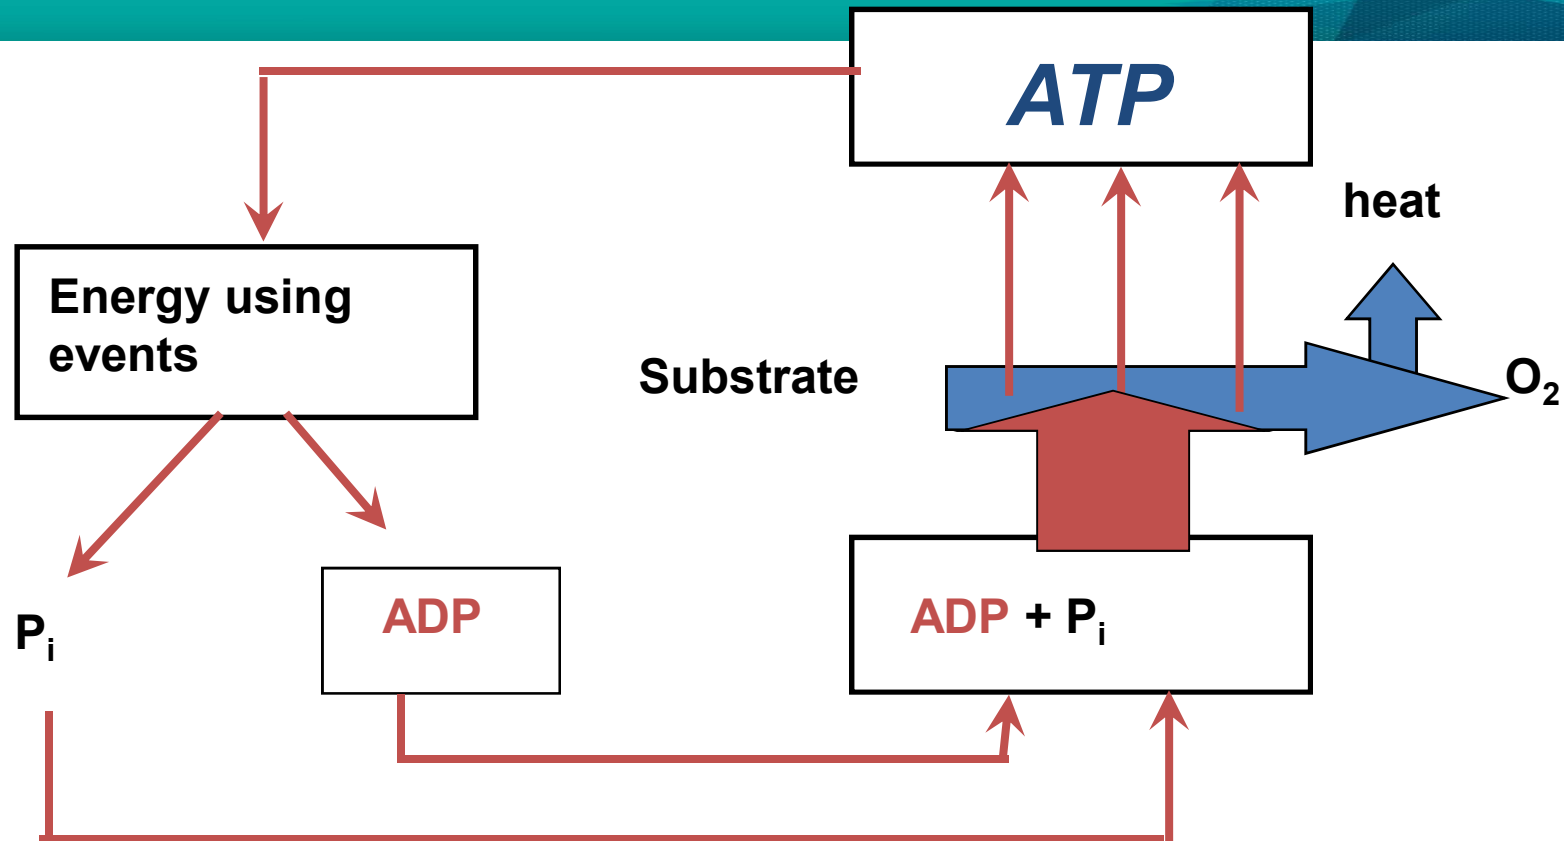 ATP
heat
Energy using
events
Substrate
O₂
Pᵢ
ADP
ADP + Pᵢ